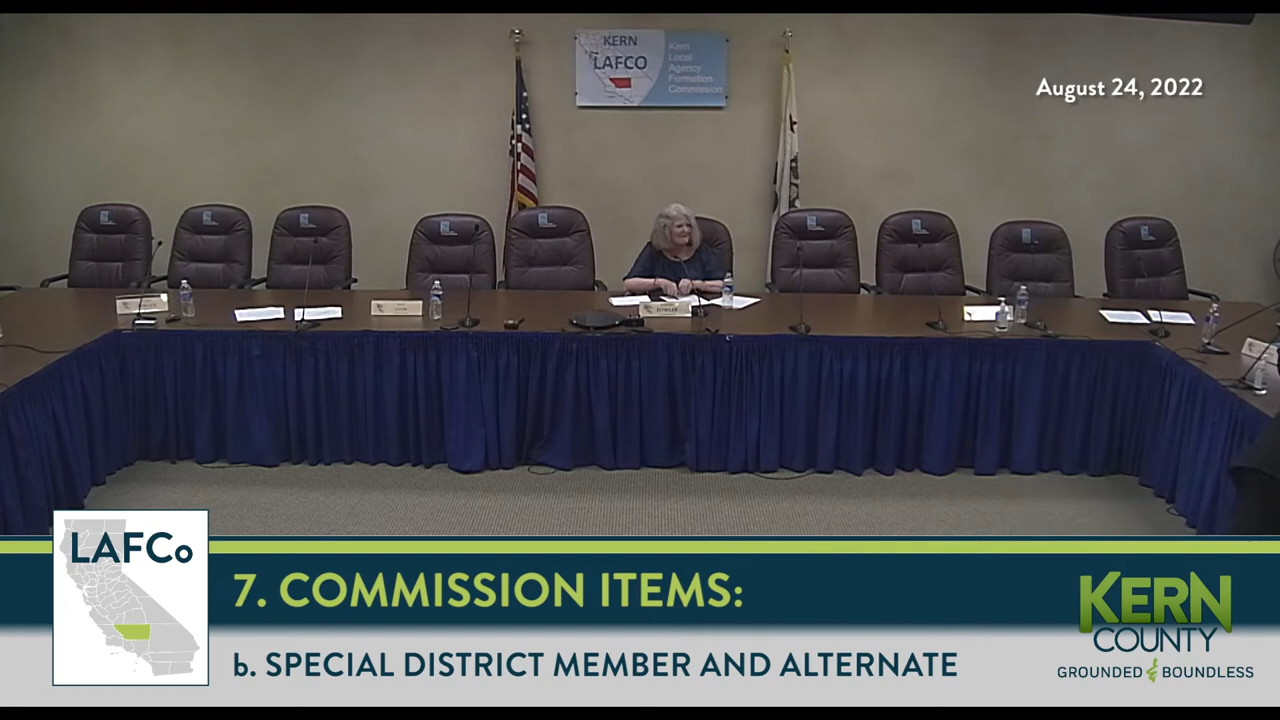 KERN
LAFCO
Kern
Local
Agency
Formation
Commission
August 24, 2022
LAFCo
7. COMMISSION ITEMS:
b. SPECIAL DISTRICT MEMBER AND ALTERNATE
KERN
COUNTY
GROUNDED BOUNDLESS